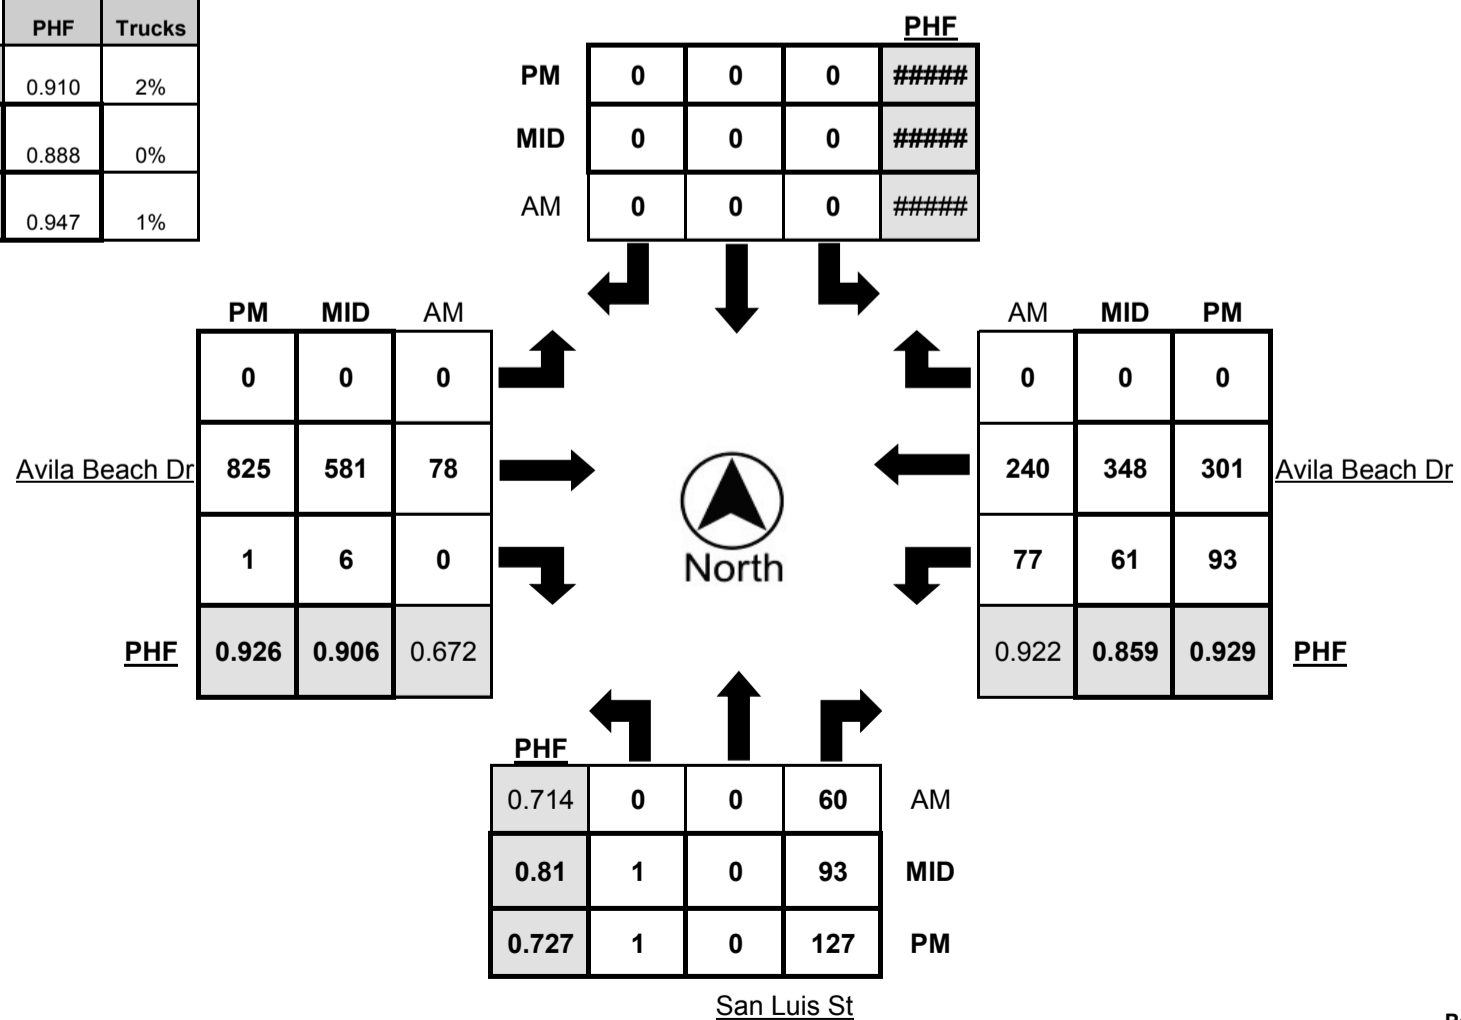 PHF Trucks
0.910 2%
0.888 0%
0.947 1%
PHF
PM 0 0 0 #####
MID 0 0 0 #####
AM 0 0 0 #####
PM MID AM
0 0 0
Avila Beach Dr 825 581 78
1 6 0
PHF 0.926 0.906 0.672
North
AM MID PM
0 0 0
240 348 301 Avila Beach Dr
77 61 93
0.922 0.859 0.929 PHF
PHF
0.714 0 0 60 AM
0.81 1 0 93 MID
0.727 1 0 127 PM
San Luis St